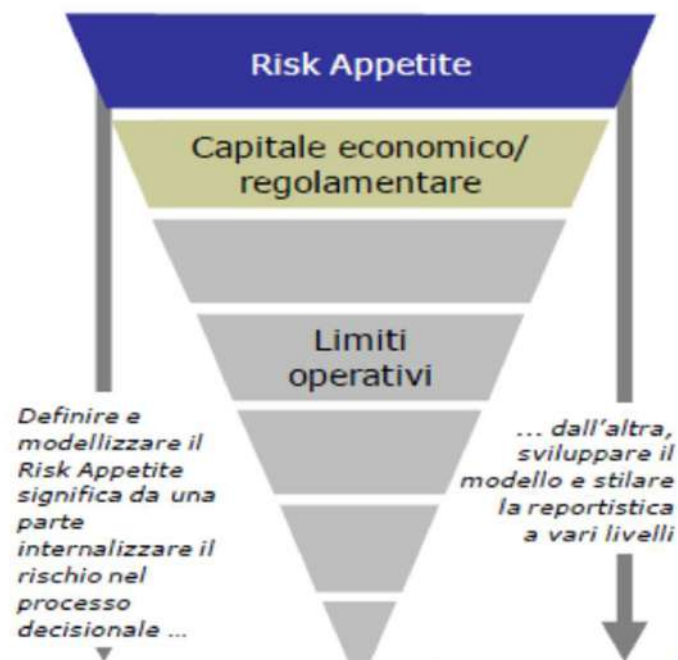 Risk Appetite
Capitale economico/
regolamentare
Limiti
operativi
Definire e
modellizzare il
Risk Appetite
significa da una
parte
internalizzare il
rischio nel
processo
decisionale ...
... dall'altra,
sviluppare il
modello e stilare
la reportistica
a vari livelli